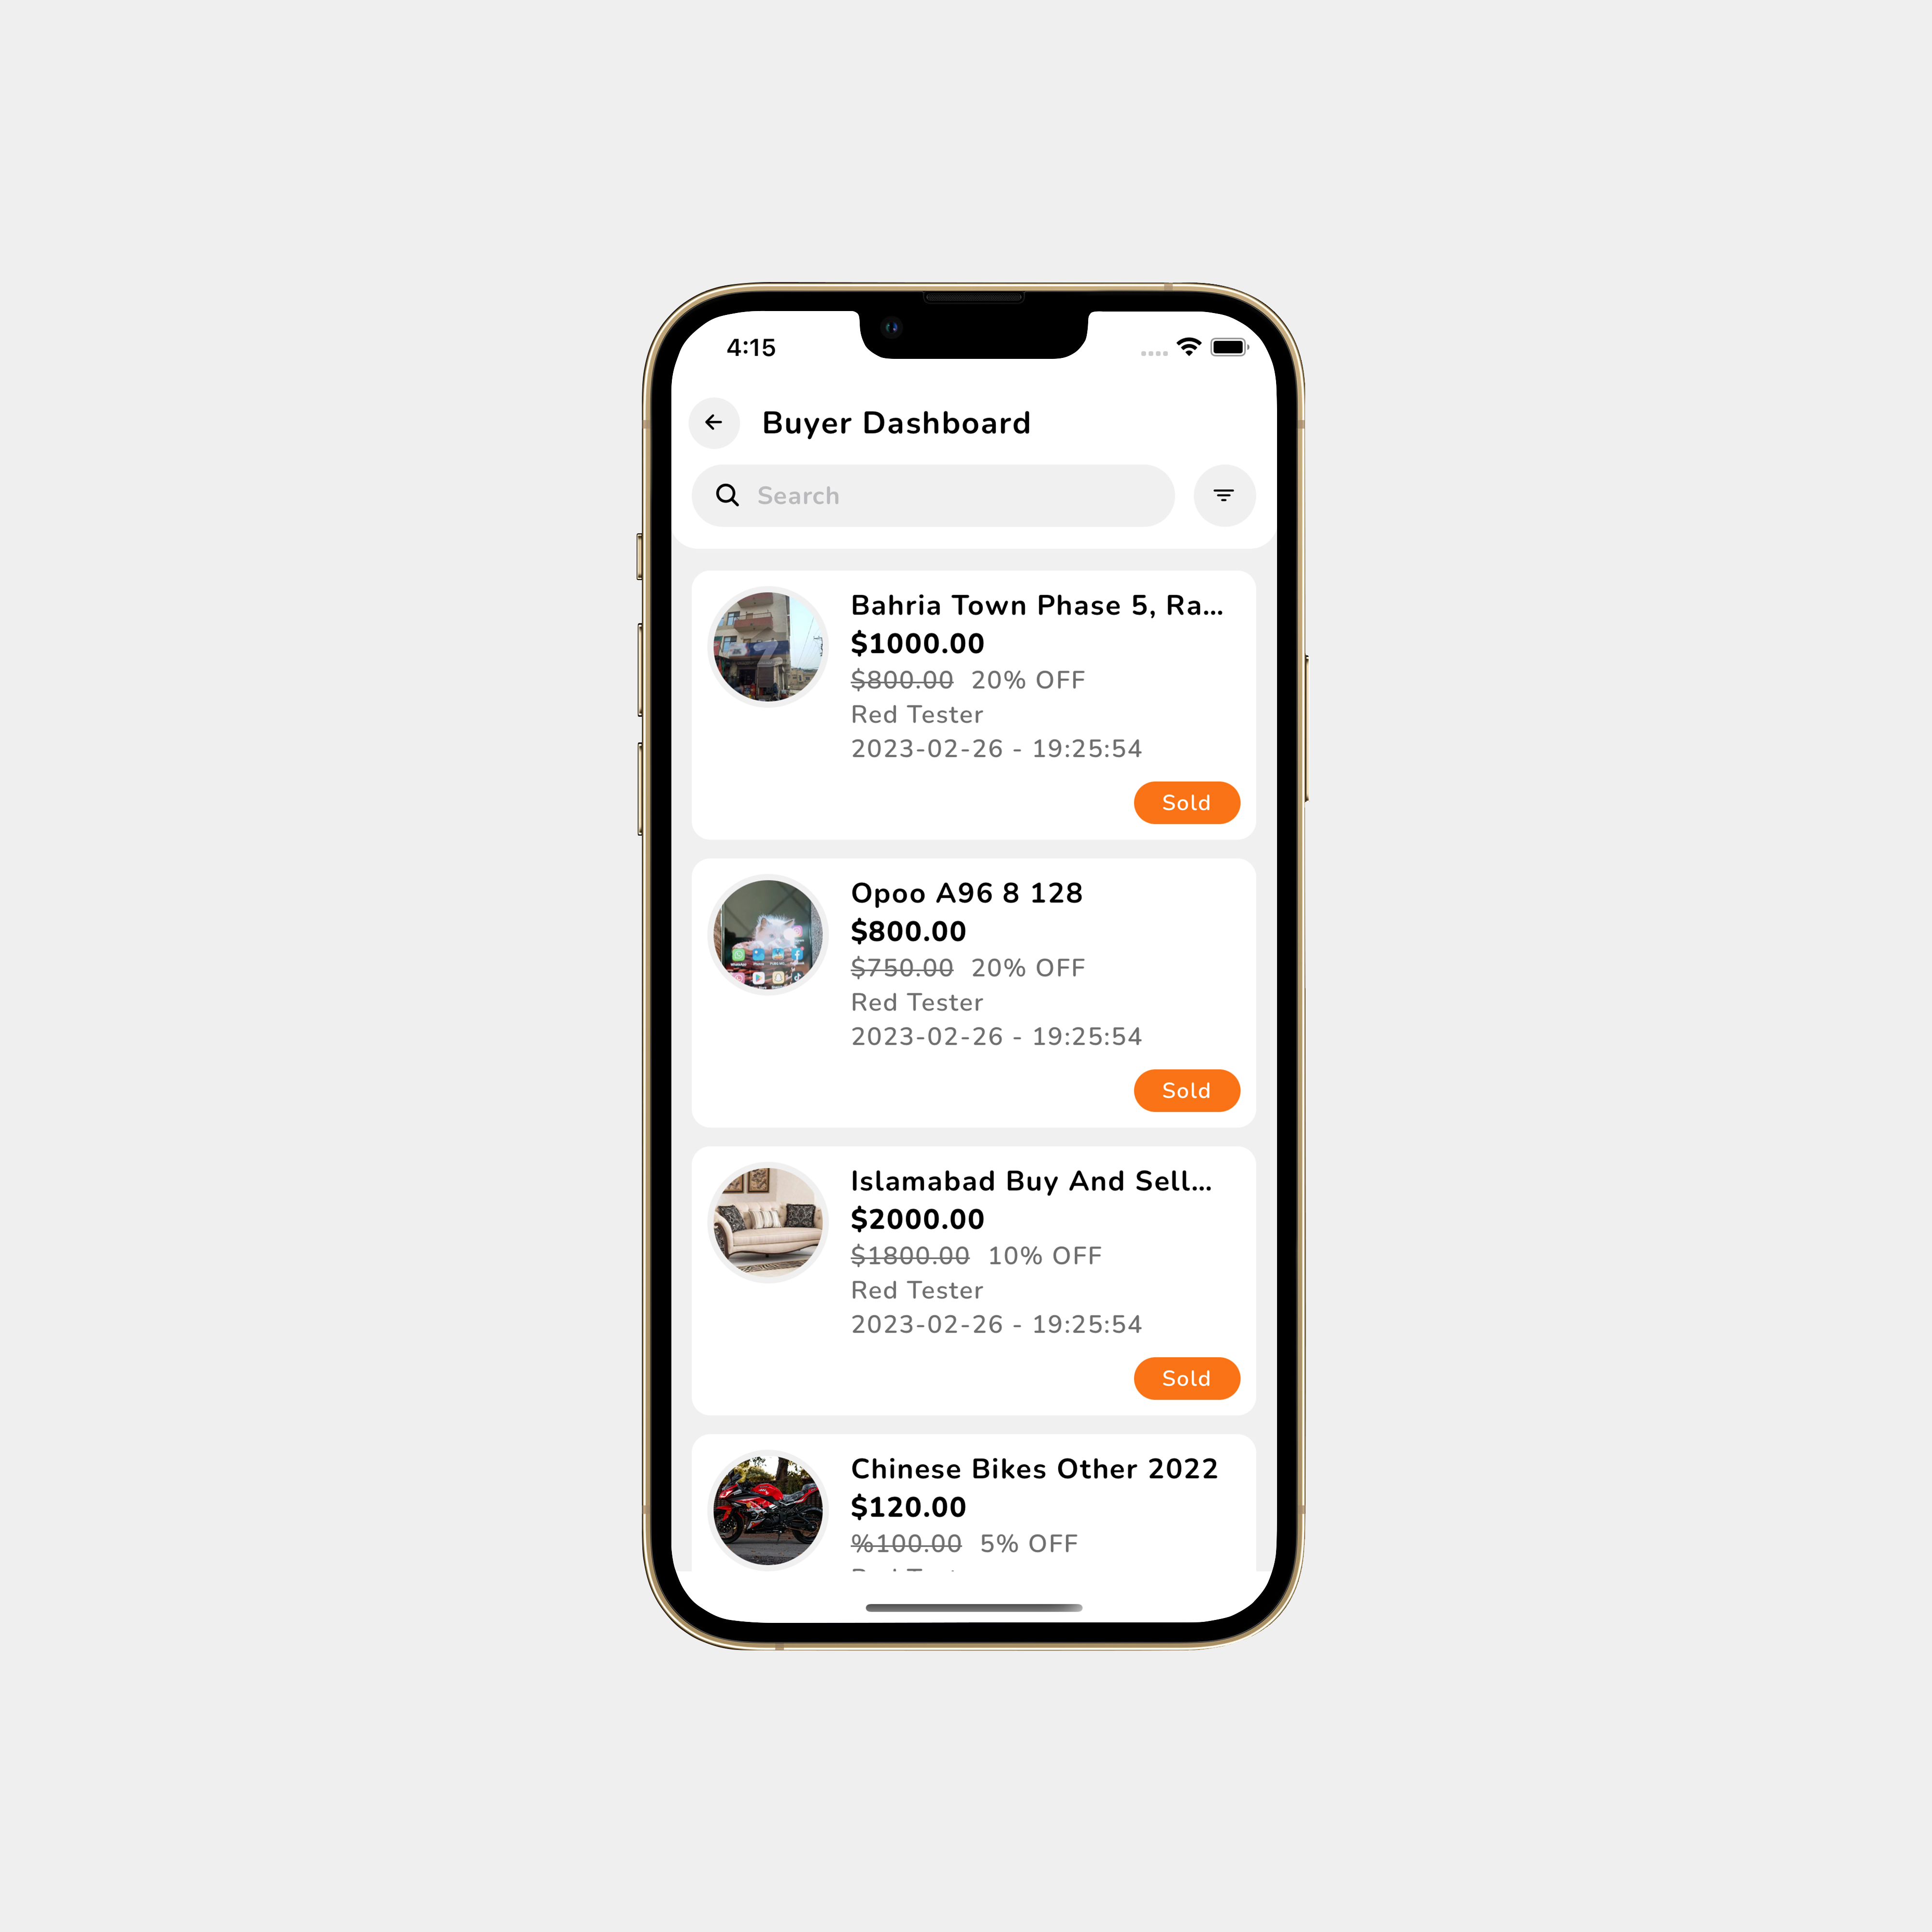 4:15
Buyer Dashboard
Search
Bahria Town Phase 5, Ra...
$1000.00
$800.00 20% OFF
Red Tester
2023-02-26 - 19:25:54
Sold
Opoo A96 8 128
$800.00
$750.00 20% OFF
Red Tester
2023-02-26 - 19:25:54
Sold
Islamabad Buy And Sell...
$2000.00
$1800.00 10% OFF
Red Tester
2023-02-26 - 19:25:54
Sold
Chinese Bikes Other 2022
$120.00
%100.00 5% OFF